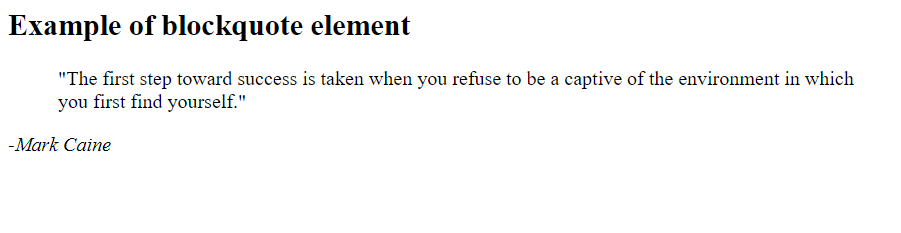 Example of blockquote element
"The first step toward success is taken when you refuse to be a captive of the environment in which
you first find yourself."
-Mark Caine